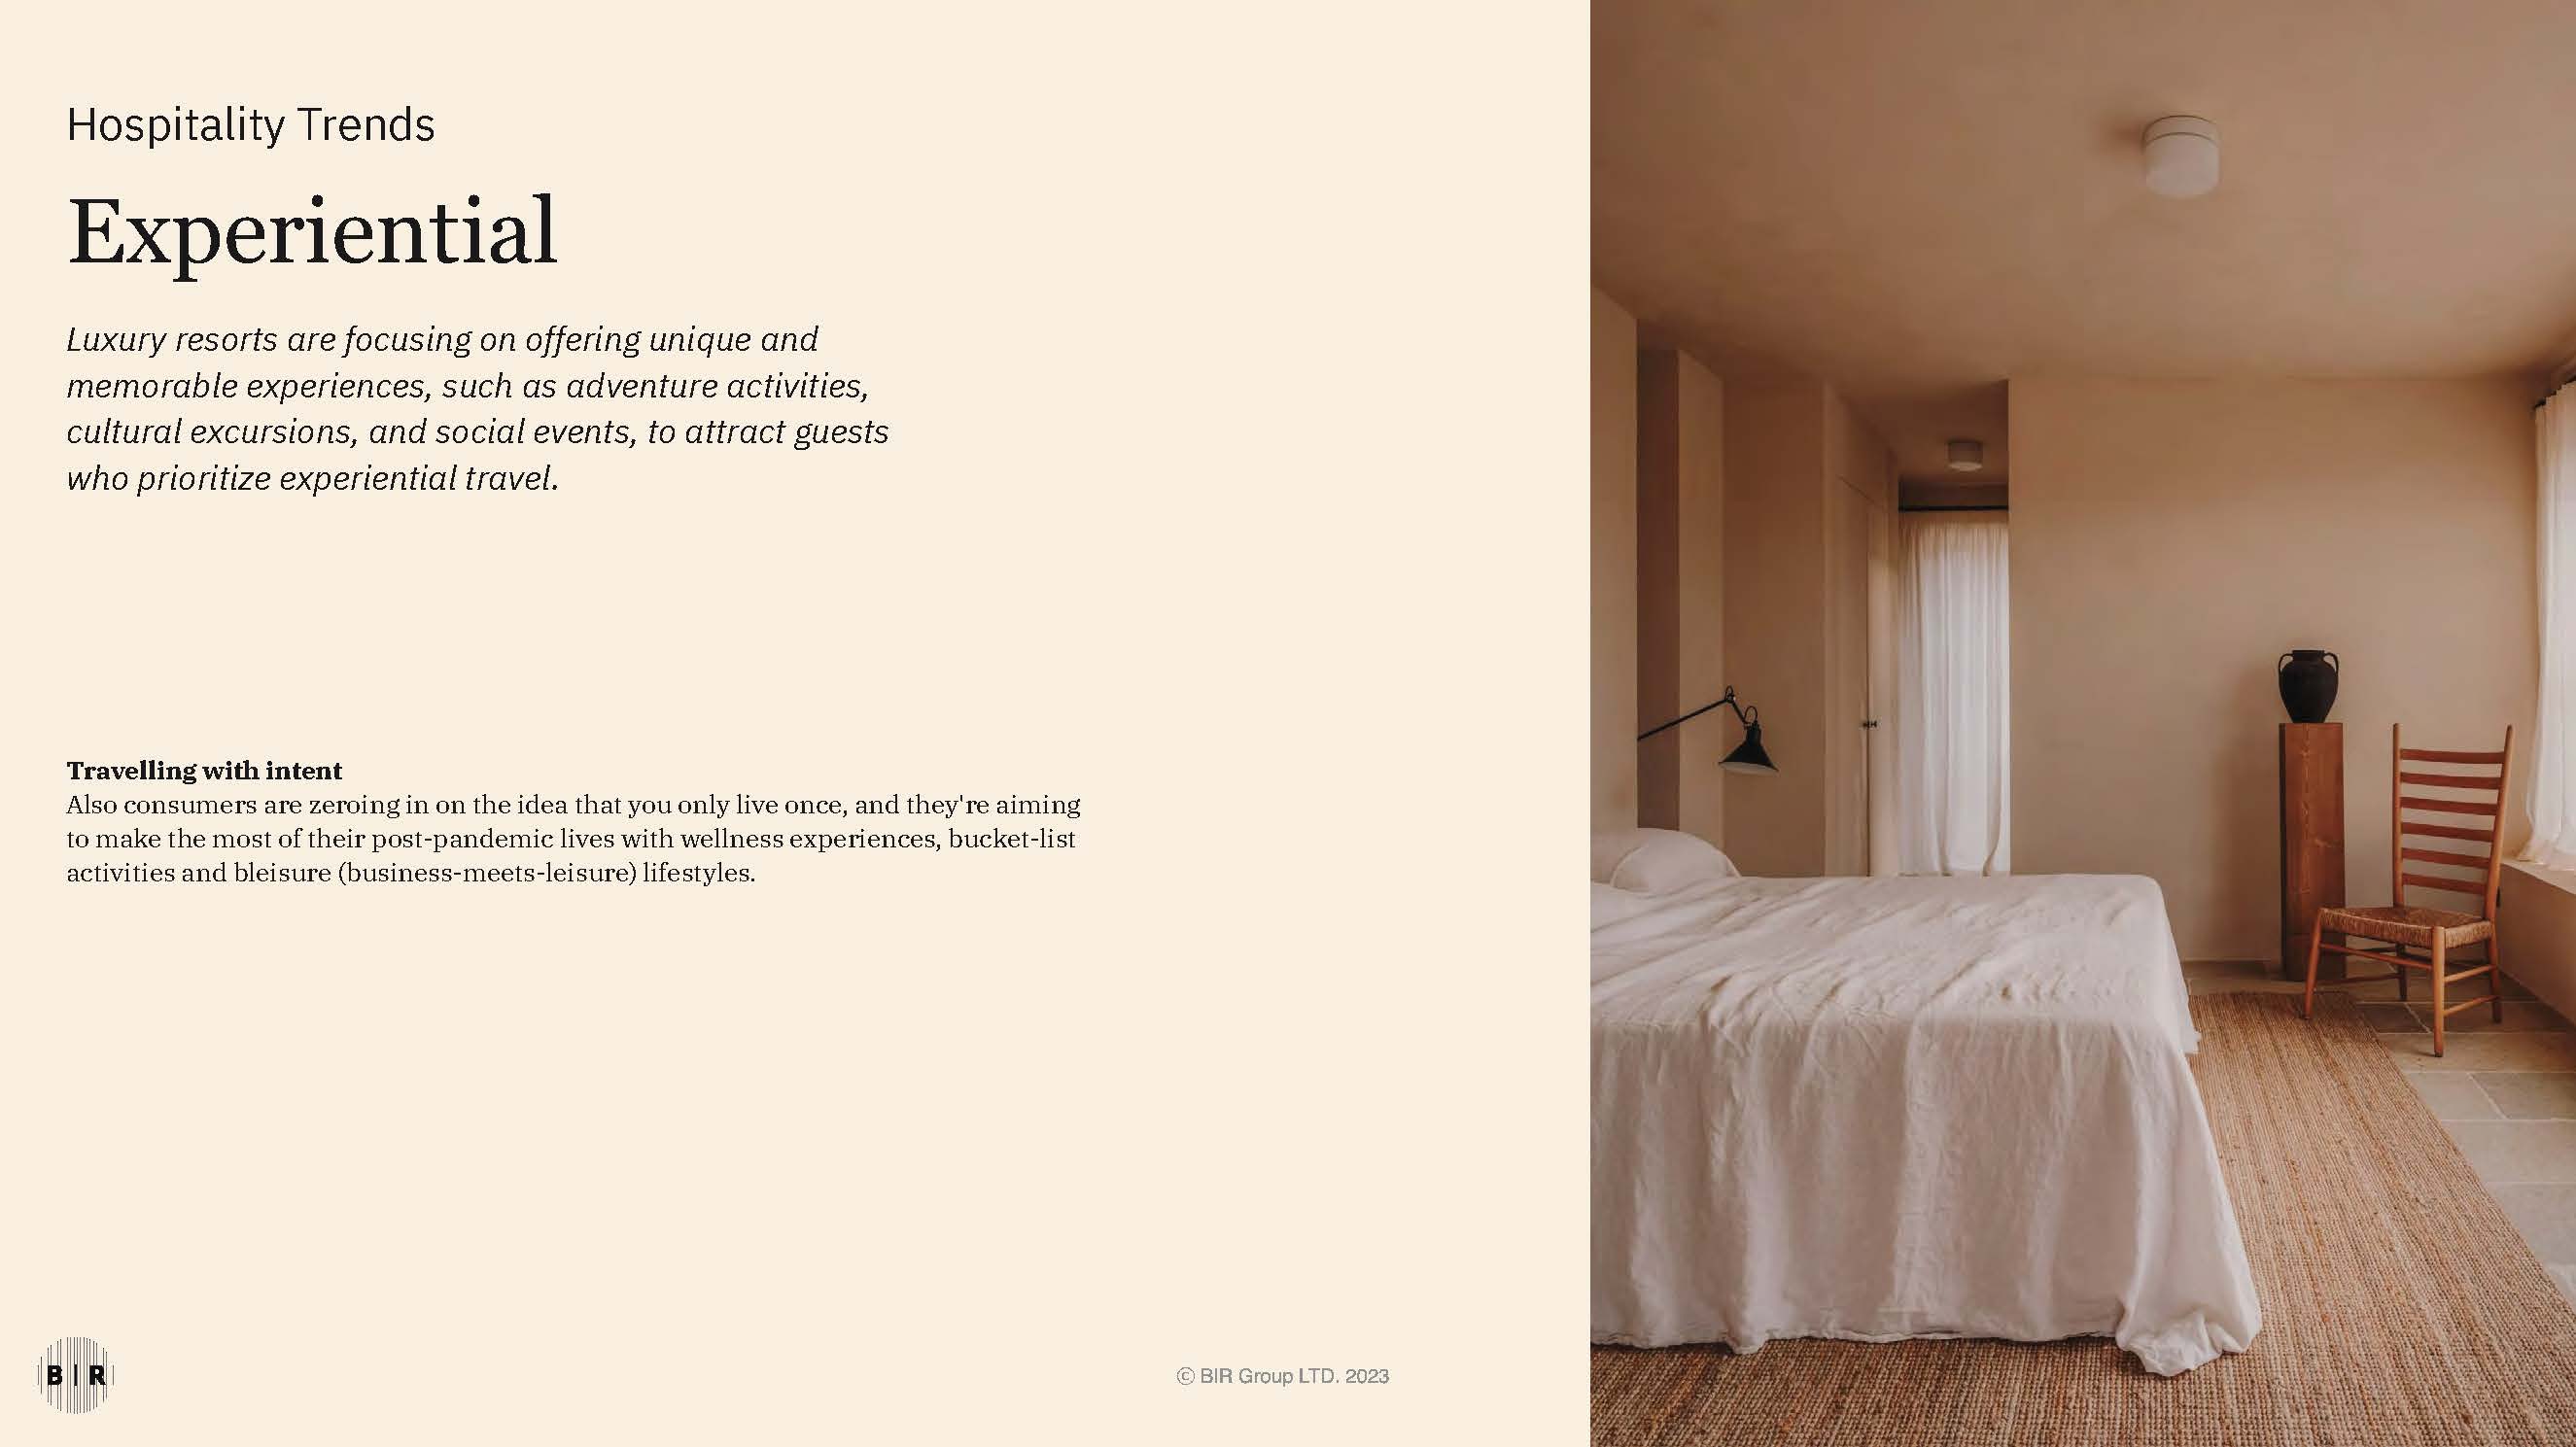 Hospitality Trends
Experiential
Luxury resorts are focusing on offering unique and
memorable experiences, such as adventure activities,
cultural excursions, and social events, to attract guests
who prioritize experiential travel.
Travelling with intent
Also consumers are zeroing in on the idea that you only live once, and they're aiming
to make the most of their post-pandemic lives with wellness experiences, bucket-list
activities and bleisure (business-meets-leisure) lifestyles.
B I R
© BIR Group LTD. 2023